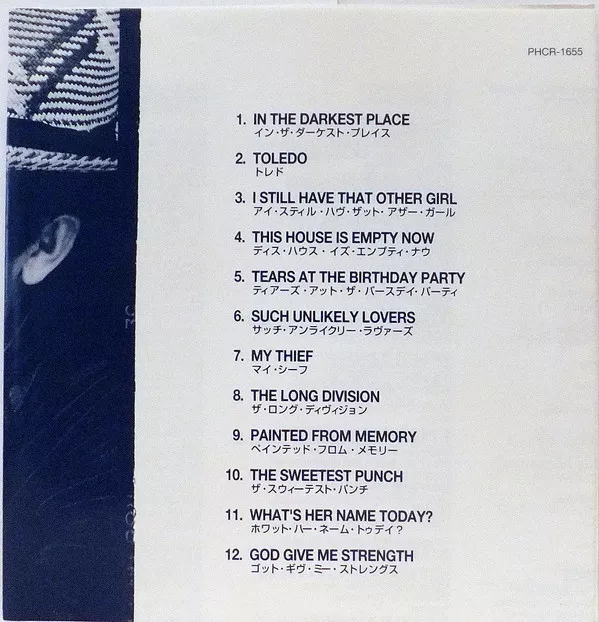 PHCR-1655
1. IN THE DARKEST PLACE
イン・ザ・ダーケスト・プレイス
2. TOLEDO
トレド
3. I STILL HAVE THAT OTHER GIRL
アイ・スティル・ハヴ・ザット・アザー・ガール
4. THIS HOUSE IS EMPTY NOW
ディス・ハウス・イズ・エンプティ・ナウ
5. TEARS AT THE BIRTHDAY PARTY
ティアーズ・アット・ザ・バースデイ・パーティ
6. SUCH UNLIKELY LOVERS
サッチ・アンライクリー・ラヴァーズ
7. MY THIEF
マイ・シーフ
8. THE LONG DIVISION
ザ・ロング・ディヴィジョン
9. PAINTED FROM MEMORY
ペインテッド・フロム・メモリー
10. THE SWEETEST PUNCH
ザ・スウィーテスト・パンチ
11. WHAT'S HER NAME TODAY?
ホワット・ハー・ネーム・トゥデイ?
12. GOD GIVE ME STRENGTH
ゴット・ギヴ・ミー・ストレングス